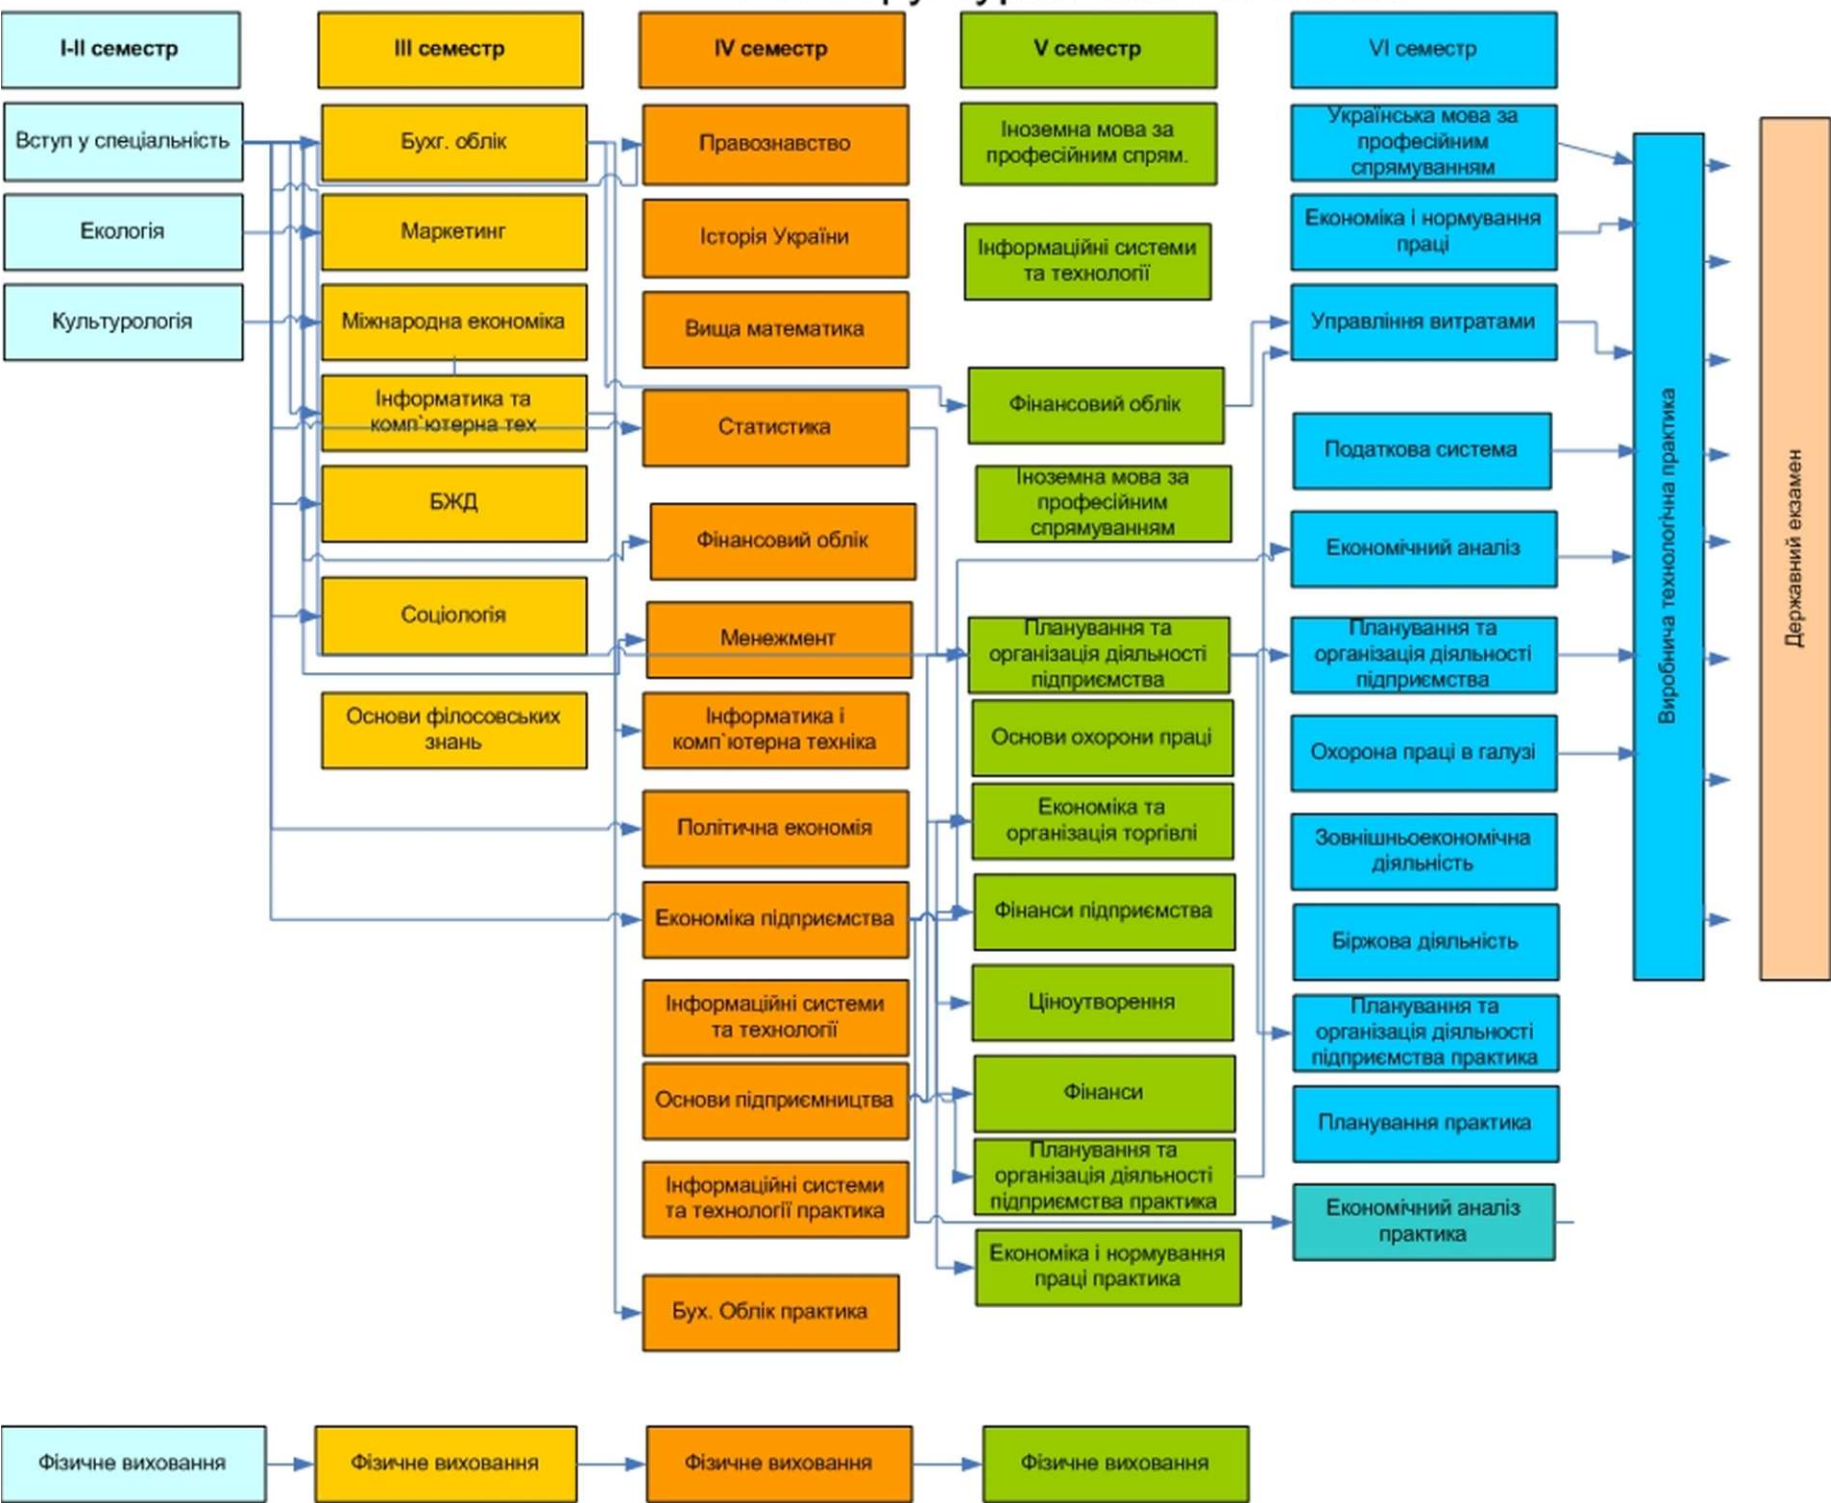 I-II семестр
III семестр
IV семестр
V семестр
VI семестр
Вступ у спеціальність
Екологія
Культурологія
Бухг. облік
Маркетинг
Міжнародна економіка
Інформатика та
комп`ютерна тех
БЖД
Соціологія
Основи філосовських
знань
Правознавство
Історія України
Вища математика
Статистика
Фінансовий облік
Менежмент
Інформатика і
комп`ютерна техніка
Політична економія
Економіка підприємства
Інформаційні системи
та технології
Основи підприємництва
Інформаційні системи
та технології практика
Бух. Облік практика
Іноземна мова за
професійним спрям.
Інформаційні системи
та технології
Фінансовий облік
Іноземна мова за
професійним
спрямуванням
Планування та
організація діяльності
підприємства
Основи охорони праці
Економіка та
організація торгівлі
Фінанси підприємства
Ціноутворення
Фінанси
Планування та
організація діяльності
підприємства практика
Економіка і нормування
праці практика
Українська мова за
професійним
спрямуванням
Економіка і нормування
праці
Управління витратами
Податкова система
Економічний аналіз
Планування та
організація діяльності
підприємства
Охорона праці в галузі
Зовнішньоекономічна
діяльність
Біржова діяльність
Планування та
організація діяльності
підприємства практика
Планування практика
Економічний аналіз
практика
Виробнича технологічна практика
Державний екзамен
Фізичне виховання
Фізичне виховання
Фізичне виховання
Фізичне виховання